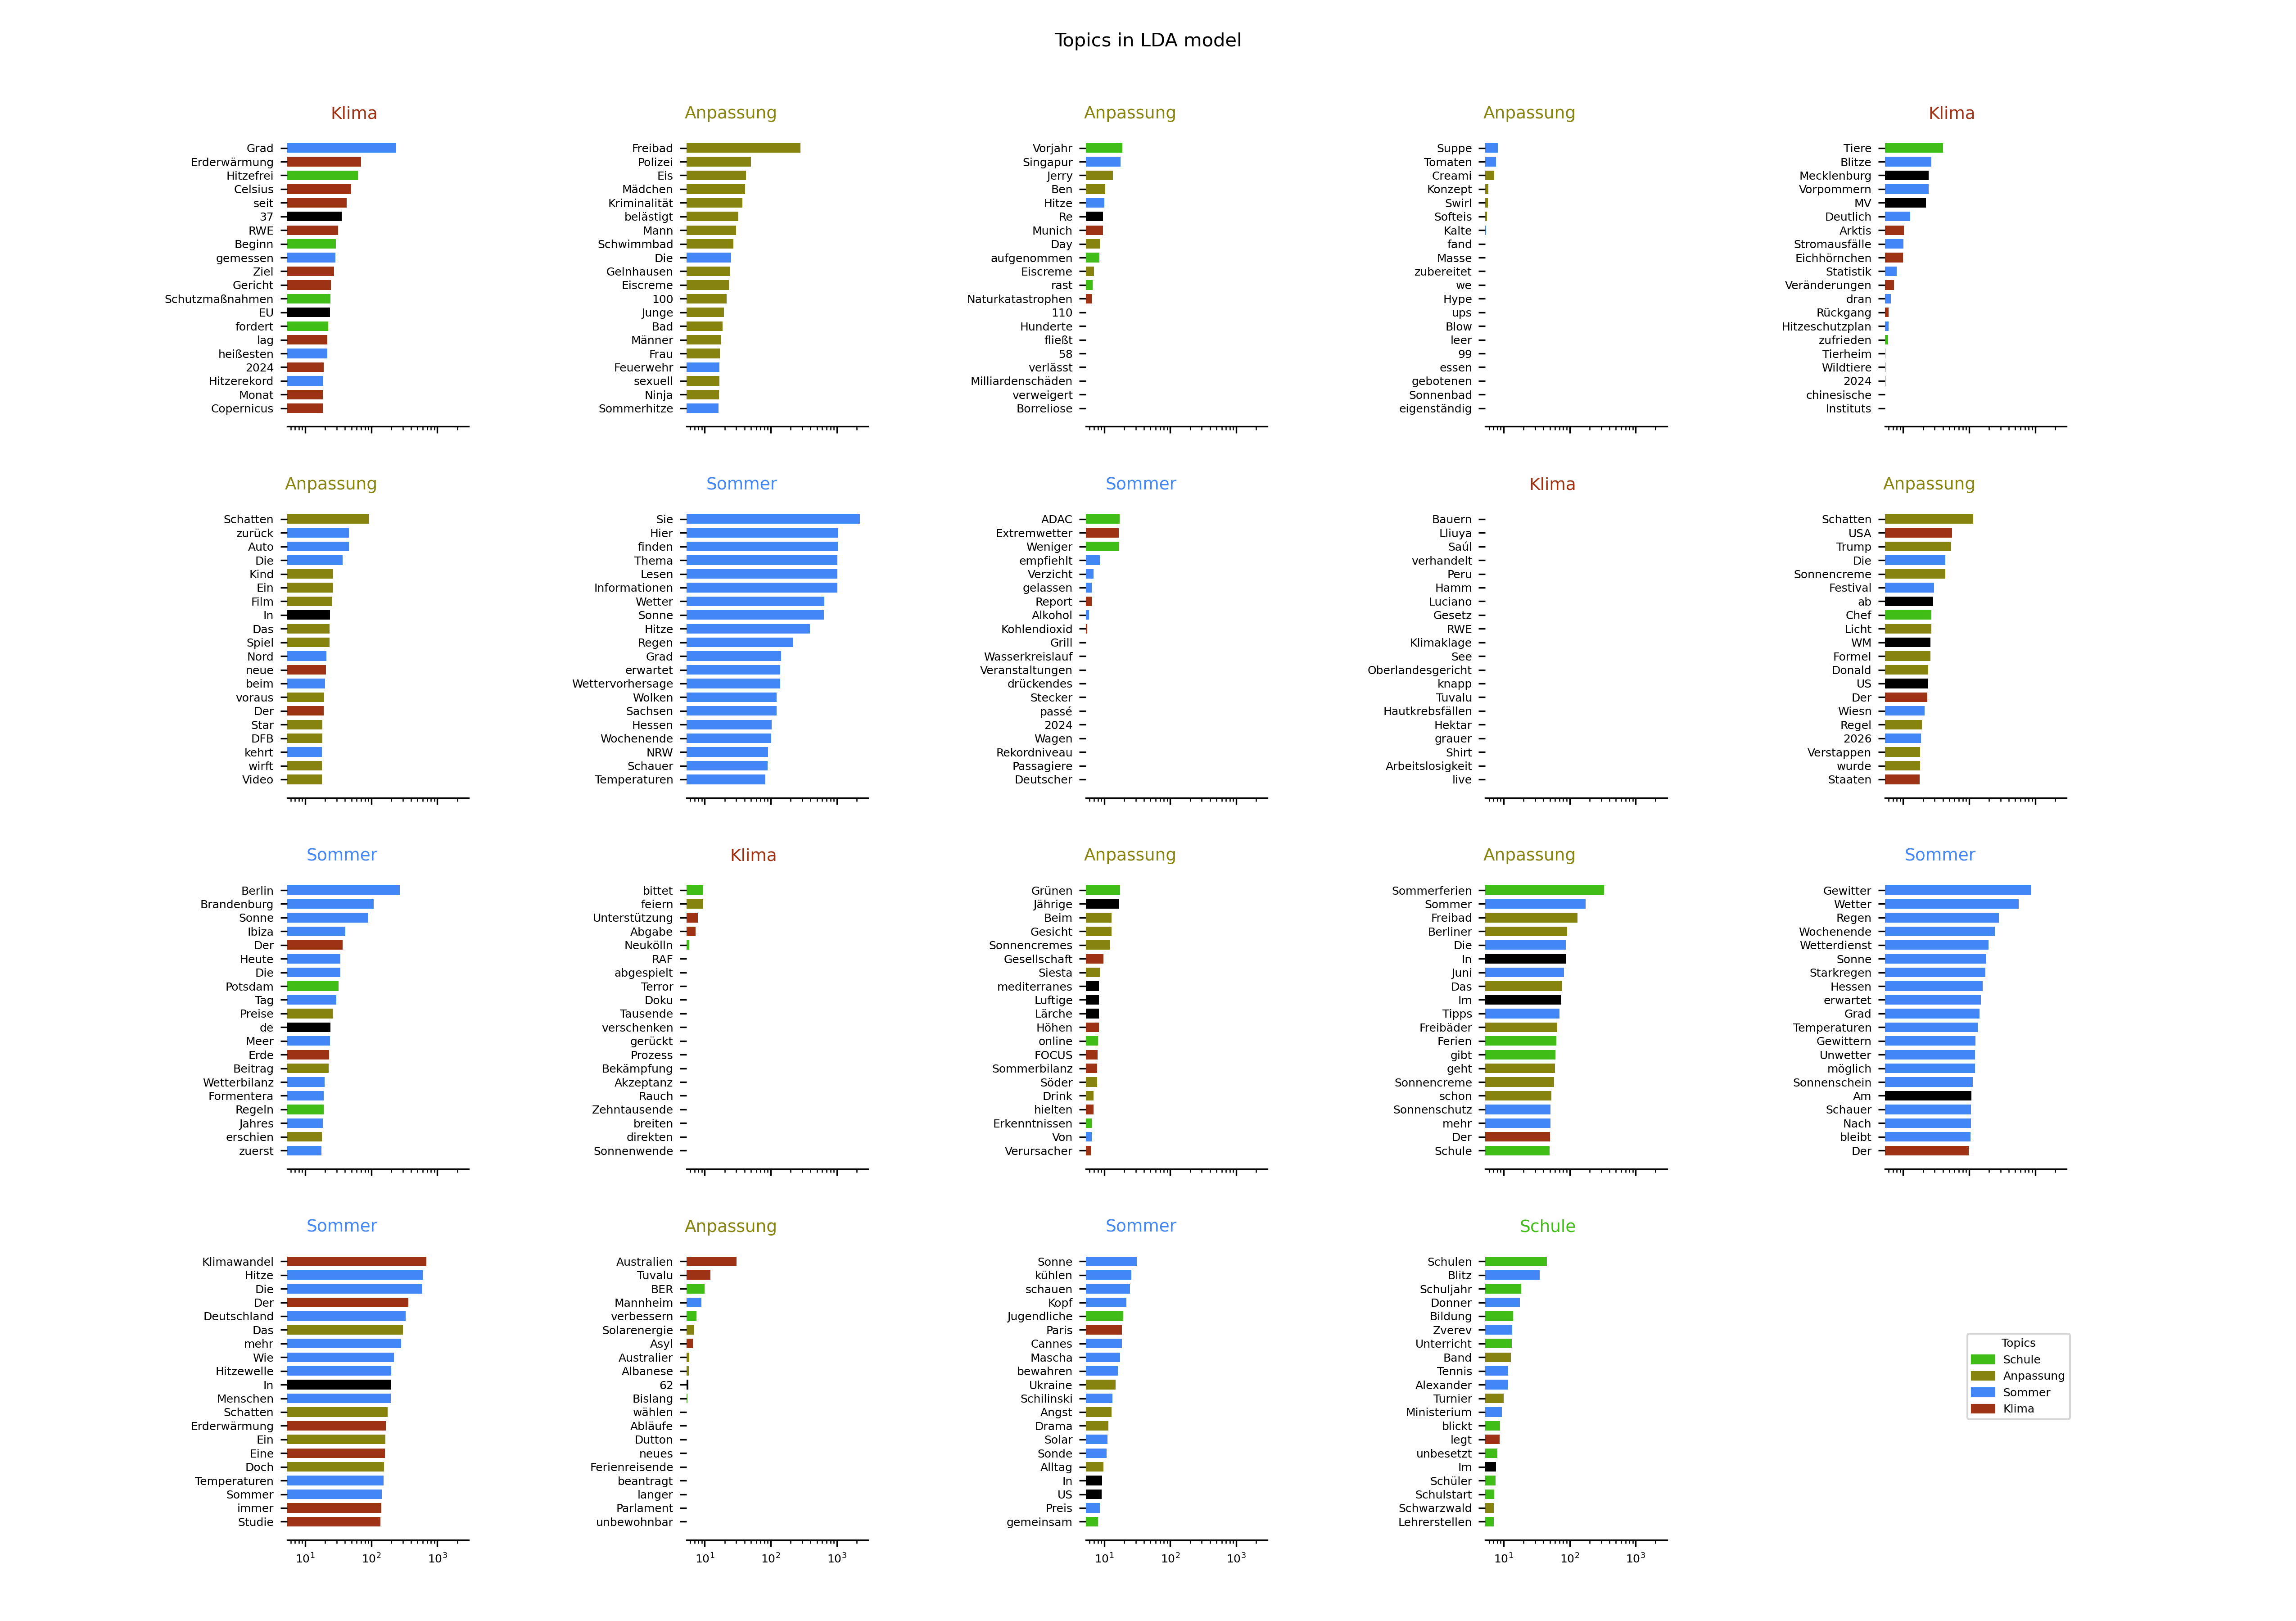 Topics in LDA model
Klima
Grad
Erderwärmung
Hitzefrei
Celsius
seit
37
RWE
Beginn
gemessen
Ziel
Gericht
Schutzmaßnahmen
EU
fordert
lag
heißesten
2024
Hitzerekord
Monat
Copernicus
Anpassung
Freibad
Polizei
Eis
Mädchen
Kriminalität
belästigt
Mann
Schwimmbad
Die
Gelnhausen
Eiscreme
100
Junge
Bad
Männer
Frau
Feuerwehr
sexuell
Ninja
Sommerhitze
Anpassung
Vorjahr
Singapur
Jerry
Ben
Hitze
Re
Munich
Day
aufgenommen
Eiscreme
rast
Naturkatastrophen
110
Hunderte
fließt
58
verlässt
Milliardenschäden
verweigert
Borreliose
Anpassung
Suppe
Tomaten
Creami
Konzept
Swirl
Softeis
Kalte
fand
Masse
zubereitet
we
Hype
ups
Blow
leer
99
essen
gebotenen
Sonnenbad
eigenständig
Klima
Tiere
Blitze
Mecklenburg
Vorpommern
MV
Deutlich
Arktis
Stromausfälle
Eichhörnchen
Statistik
Veränderungen
dran
Rückgang
Hitzeschutzplan
zufrieden
Tierheim
Wildtiere
2024
chinesische
Instituts
Anpassung
Schatten
zurück
Auto
Die
Kind
Ein
Film
In
Das
Spiel
Nord
neue
beim
voraus
Der
Star
DFB
kehrt
wirft
Video
Sommer
Sie
Hier
finden
Thema
Lesen
Informationen
Wetter
Sonne
Hitze
Regen
Grad
erwartet
Wettervorhersage
Wolken
Sachsen
Hessen
Wochenende
NRW
Schauer
Temperaturen
Sommer
ADAC
Extremwetter
Weniger
empfiehlt
Verzicht
gelassen
Report
Alkohol
Kohlendioxid
Grill
Wasserkreislauf
Veranstaltungen
drückendes
Stecker
passé
2024
Wagen
Rekordniveau
Passagiere
Deutscher
Klima
Bauern
Lliuya
Saúl
verhandelt
Peru
Hamm
Luciano
Gesetz
RWE
Klimaklage
See
Oberlandesgericht
knapp
Tuvalu
Hautkrebsfällen
Hektar
grauer
Shirt
Arbeitslosigkeit
live
Anpassung
Schatten
USA
Trump
Die
Sonnencreme
Festival
ab
Chef
Licht
WM
Formel
Donald
US
Der
Wiesn
Regel
2026
Verstappen
wurde
Staaten
Sommer
Berlin
Brandenburg
Sonne
Ibiza
Der
Heute
Die
Potsdam
Tag
Preise
de
Meer
Erde
Beitrag
Wetterbilanz
Formentera
Regeln
Jahres
erschien
zuerst
Klima
bittet
feiern
Unterstützung
Abgabe
Neukölln
RAF
abgespielt
Terror
Doku
Tausende
verschenken
gerückt
Prozess
Bekämpfung
Akzeptanz
Rauch
Zehntausende
breiten
direkten
Sonnenwende
Anpassung
Grünen
Jährige
Beim
Gesicht
Sonnencremes
Gesellschaft
Siesta
mediterranes
Luftige
Lärche
Höhen
online
FOCUS
Sommerbilanz
Söder
Drink
hielten
Erkenntnissen
Von
Verursacher
Anpassung
Sommerferien
Sommer
Freibad
Berliner
Die
In
Juni
Das
Im
Tipps
Freibäder
Ferien
gibt
geht
Sonnencreme
schon
Sonnenschutz
mehr
Der
Schule
Sommer
Gewitter
Wetter
Regen
Wochenende
Wetterdienst
Sonne
Starkregen
Hessen
erwartet
Grad
Temperaturen
Gewittern
Unwetter
möglich
Sonnenschein
Am
Schauer
Nach
bleibt
Der
Sommer
Klimawandel
Hitze
Die
Der
Deutschland
Das
mehr
Wie
Hitzewelle
In
Menschen
Schatten
Erderwärmung
Ein
Eine
Doch
Temperaturen
Sommer
immer
Studie
10¹ 10² 10³
Anpassung
Australien
Tuvalu
BER
Mannheim
verbessern
Solarenergie
Asyl
Australier
Albanese
62
Bislang
wählen
Abläufe
Dutton
neues
Ferienreisende
beantragt
langer
Parlament
unbewohnbar
10¹ 10² 10³
Sommer
Sonne
kühlen
schauen
Kopf
Jugendliche
Paris
Cannes
Mascha
bewahren
Ukraine
Schilinski
Angst
Drama
Solar
Sonde
Alltag
In
US
Preis
gemeinsam
10¹ 10² 10³
Schule
Schulen
Blitz
Schuljahr
Donner
Bildung
Zverev
Unterricht
Band
Tennis
Alexander
Turnier
Ministerium
blickt
legt
unbesetzt
Im
Schüler
Schulstart
Schwarzwald
Lehrerstellen
10¹ 10² 10³
Topics
Schule
Anpassung
Sommer
Klima